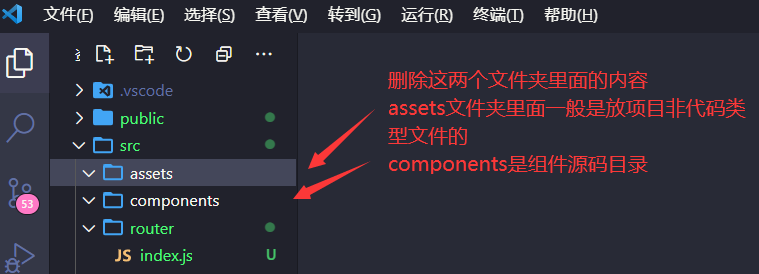 文件(F) 编辑(E) 选择(S) 查看(V) 转到(G) 运行(R) 终端(T) 帮助(H)
.vscode
public
src
assets
components
router
JS index.js U
53
删除这两个文件夹里面的内容
assets文件夹里面一般是放项目非代码类
型文件的
components是组件源码目录